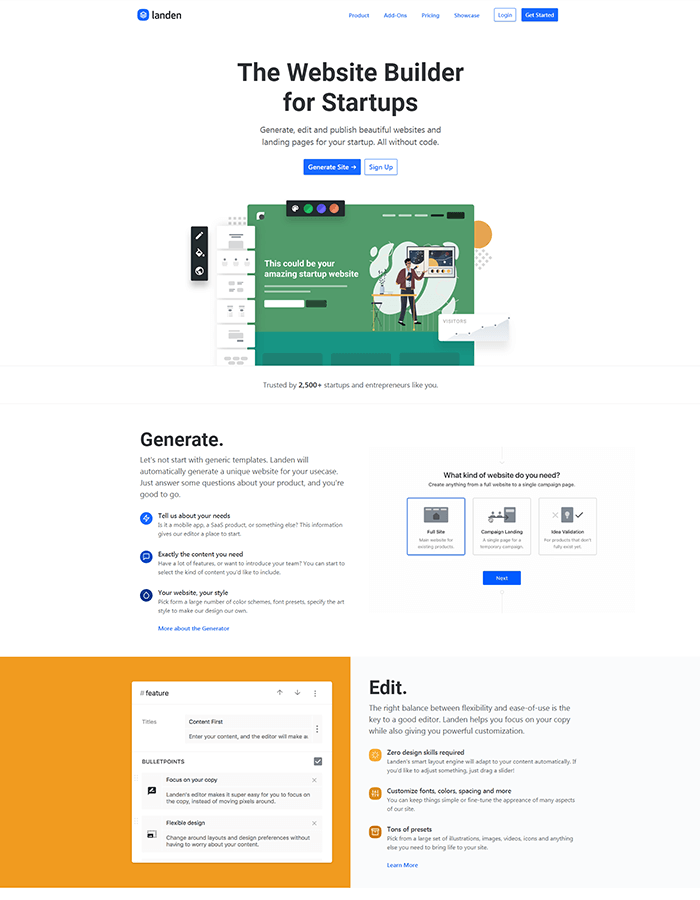 landen
Product Add-Ons Pricing Showcase Login Get Started
The Website Builder
for Startups
Generate, edit and publish beautiful websites and
landing pages for your startup. All without code.
Generate Site → Sign Up
This could be your
amazing startup website
VISITORS
Trusted by 2,500+ startups and entrepreneurs like you.
Generate.
Let's not start with generic templates. Landen will
automatically generate a unique website for your usecase.
Just answer some questions about your product, and you're
good to go.
Tell us about your needs
Is it a mobile app, a SaaS product, or something else? This information
gives our editor a place to start.
Exactly the content you need
Have a lot of features, or want to introduce your team? You can start to
select the kind of content you'd like to include.
Your website, your style
Pick form a large number of color schemes, font presets, specify the art
style to make our design our own.
More about the Generator
What kind of website do you need?
Create anything from a full website to a single campaign page.
Full Site
Main website for
existing products.
Campaign Landing
A single page for a
temporary campaign.
Idea Validation
For products that don't
fully exist yet.
Next
# feature
Titles
Content First
Enter your content, and the editor will make
BULLETPOINTS
Focus on your copy
Landen's editor makes it super easy for you to focus on
the copy, instead of moving pixels around.
Flexible design
Change around layouts and design preferences without
having to worry about your content.
Edit.
The right balance between flexibility and ease-of-use is the
key to a good editor. Landen helps you focus on your copy
while also giving you powerful customization.
Zero design skills required
Landen's smart layout engine will adapt to your content automatically. If
you'd like to adjust something, just drag a slider!
Customize fonts, colors, spacing and more
You can keep things simple or fine-tune the apprearance of many aspects
of our site.
Tons of presets
Pick from a large set of illustrations, images, videos, icons and anything
else you need to bring life to your site.
Learn More